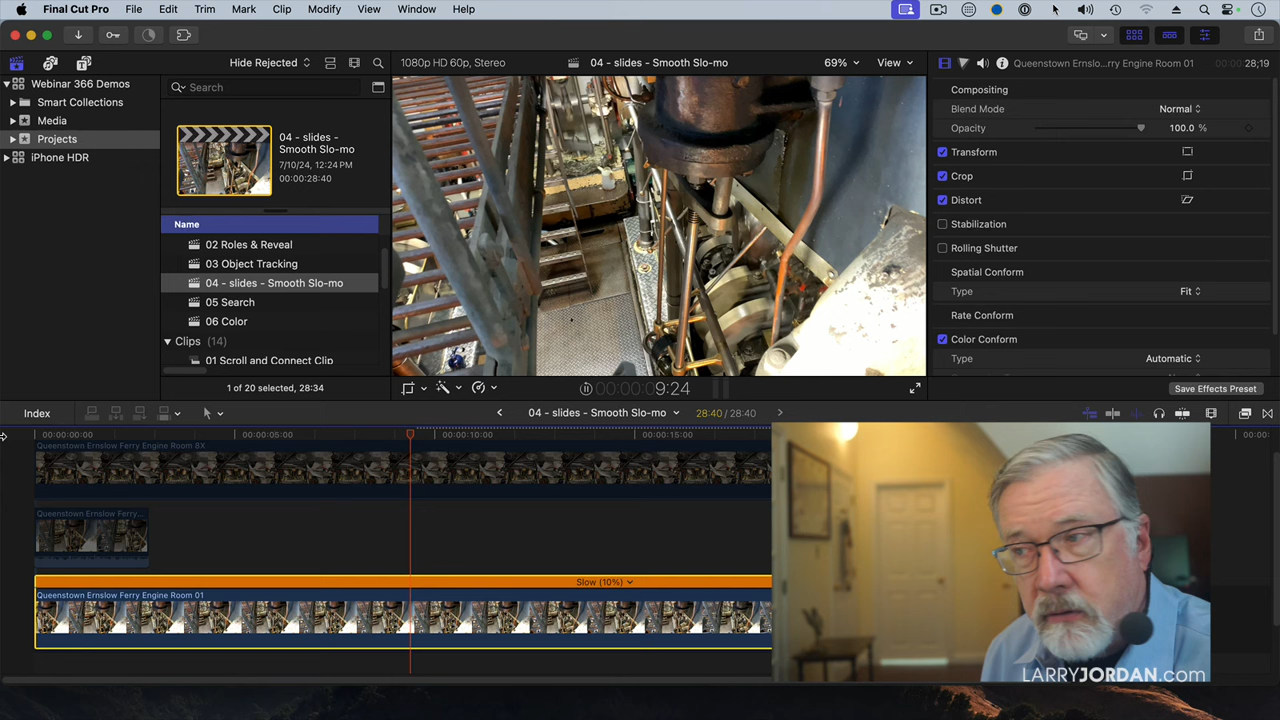 Final Cut Pro File Edit Trim Mark Clip Modify View Window Help
Hide Rejected
1080p HD 60p, Stereo
04 - slides - Smooth Slo-mo
69%
View
Queenstown Ernslo...rry Engine Room 01
28;19
Webinar 366 Demos
Smart Collections
Media
Projects
iPhone HDR
Search
04 - slides -
Smooth Slo-mo
7/10/24, 12:24 PM
00:00:28:40
Name
02 Roles & Reveal
03 Object Tracking
04 - slides - Smooth Slo-mo
05 Search
06 Color
Clips (14)
01 Scroll and Connect Clip
1 of 20 selected, 28:34
00:00:00:9:24
Compositing
Blend Mode
Normal
Opacity
100.0 %
Transform
Crop
Distort
Stabilization
Rolling Shutter
Spatial Conform
Type
Fit
Rate Conform
Color Conform
Type
Automatic
Save Effects Preset
Index
04 - slides - Smooth Slo-mo
28:40 / 28:40
00:00:00:00
00:00:05:00
00:00:10:00
00:00:15:00
00:
Queenstown Ernslow Ferry Engine Room 8X
Queenstown Ernslow Ferry...
Slow (10%)
Queenstown Ernslow Ferry Engine Room 01
LARRYJORDAN.com